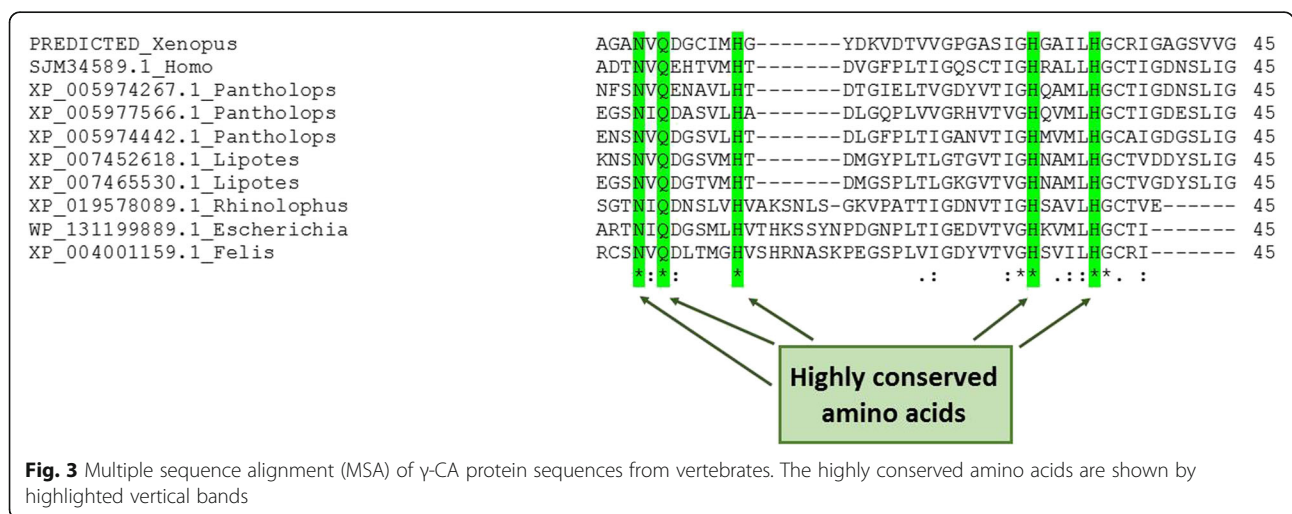 PREDICTED_Xenopus AGANVQDGCIMHG-------YDKVDTVVGPGASIGHGAILHGCRIGAGSVVG 45
SJM34589.1_Homo ADTNVQEHTVMHT-------DVGFPLTIGQSCTIGHRALLHGCTIGDNSLIG 45
XP_005974267.1_Pantholops NFSNVQENAVLHT-------DTGIELTVGDYVTIGHQAMLHGCTIGDNSLIG 45
XP_005977566.1_Pantholops EGSNIQDASVLHA-------DLGQPLVVGRHVTVGHQVMLHGCTIGDESLIG 45
XP_005974442.1_Pantholops ENSNVQDGSVLHT-------DLGFPLTIGANVTIGHMVMLHGCAIGDGSLIG 45
XP_007452618.1_Lipotes KNSNVQDGSVMHT-------DMGYPLTLGTGVTIGHNAMLHGCTVDDYSLIG 45
XP_007465530.1_Lipotes EGSNVQDGTVMHT-------DMGSPLTLGKGVTVGHNAMLHGCTVGDYSLIG 45
XP_019578089.1_Rhinolophus SGTNIQDNSLVHVAKSNLS-GKVPATTIGDNVTIGHSAVLHGCTVE------ 45
WP_131199889.1_Escherichia ARTNIQDGSMLHVTHKSSYNPDGNPLTIGEDVTVGHKVMLHGCTI------- 45
XP_004001159.1_Felis RCSNVQDLTMGHVSHRNASKPEGSPLVIGDYVTVGHSVILHGCRI------- 45
*:*: * .: :** .::**. :
Highly conserved
amino acids
Fig. 3 Multiple sequence alignment (MSA) of γ-CA protein sequences from vertebrates. The highly conserved amino acids are shown by
highlighted vertical bands